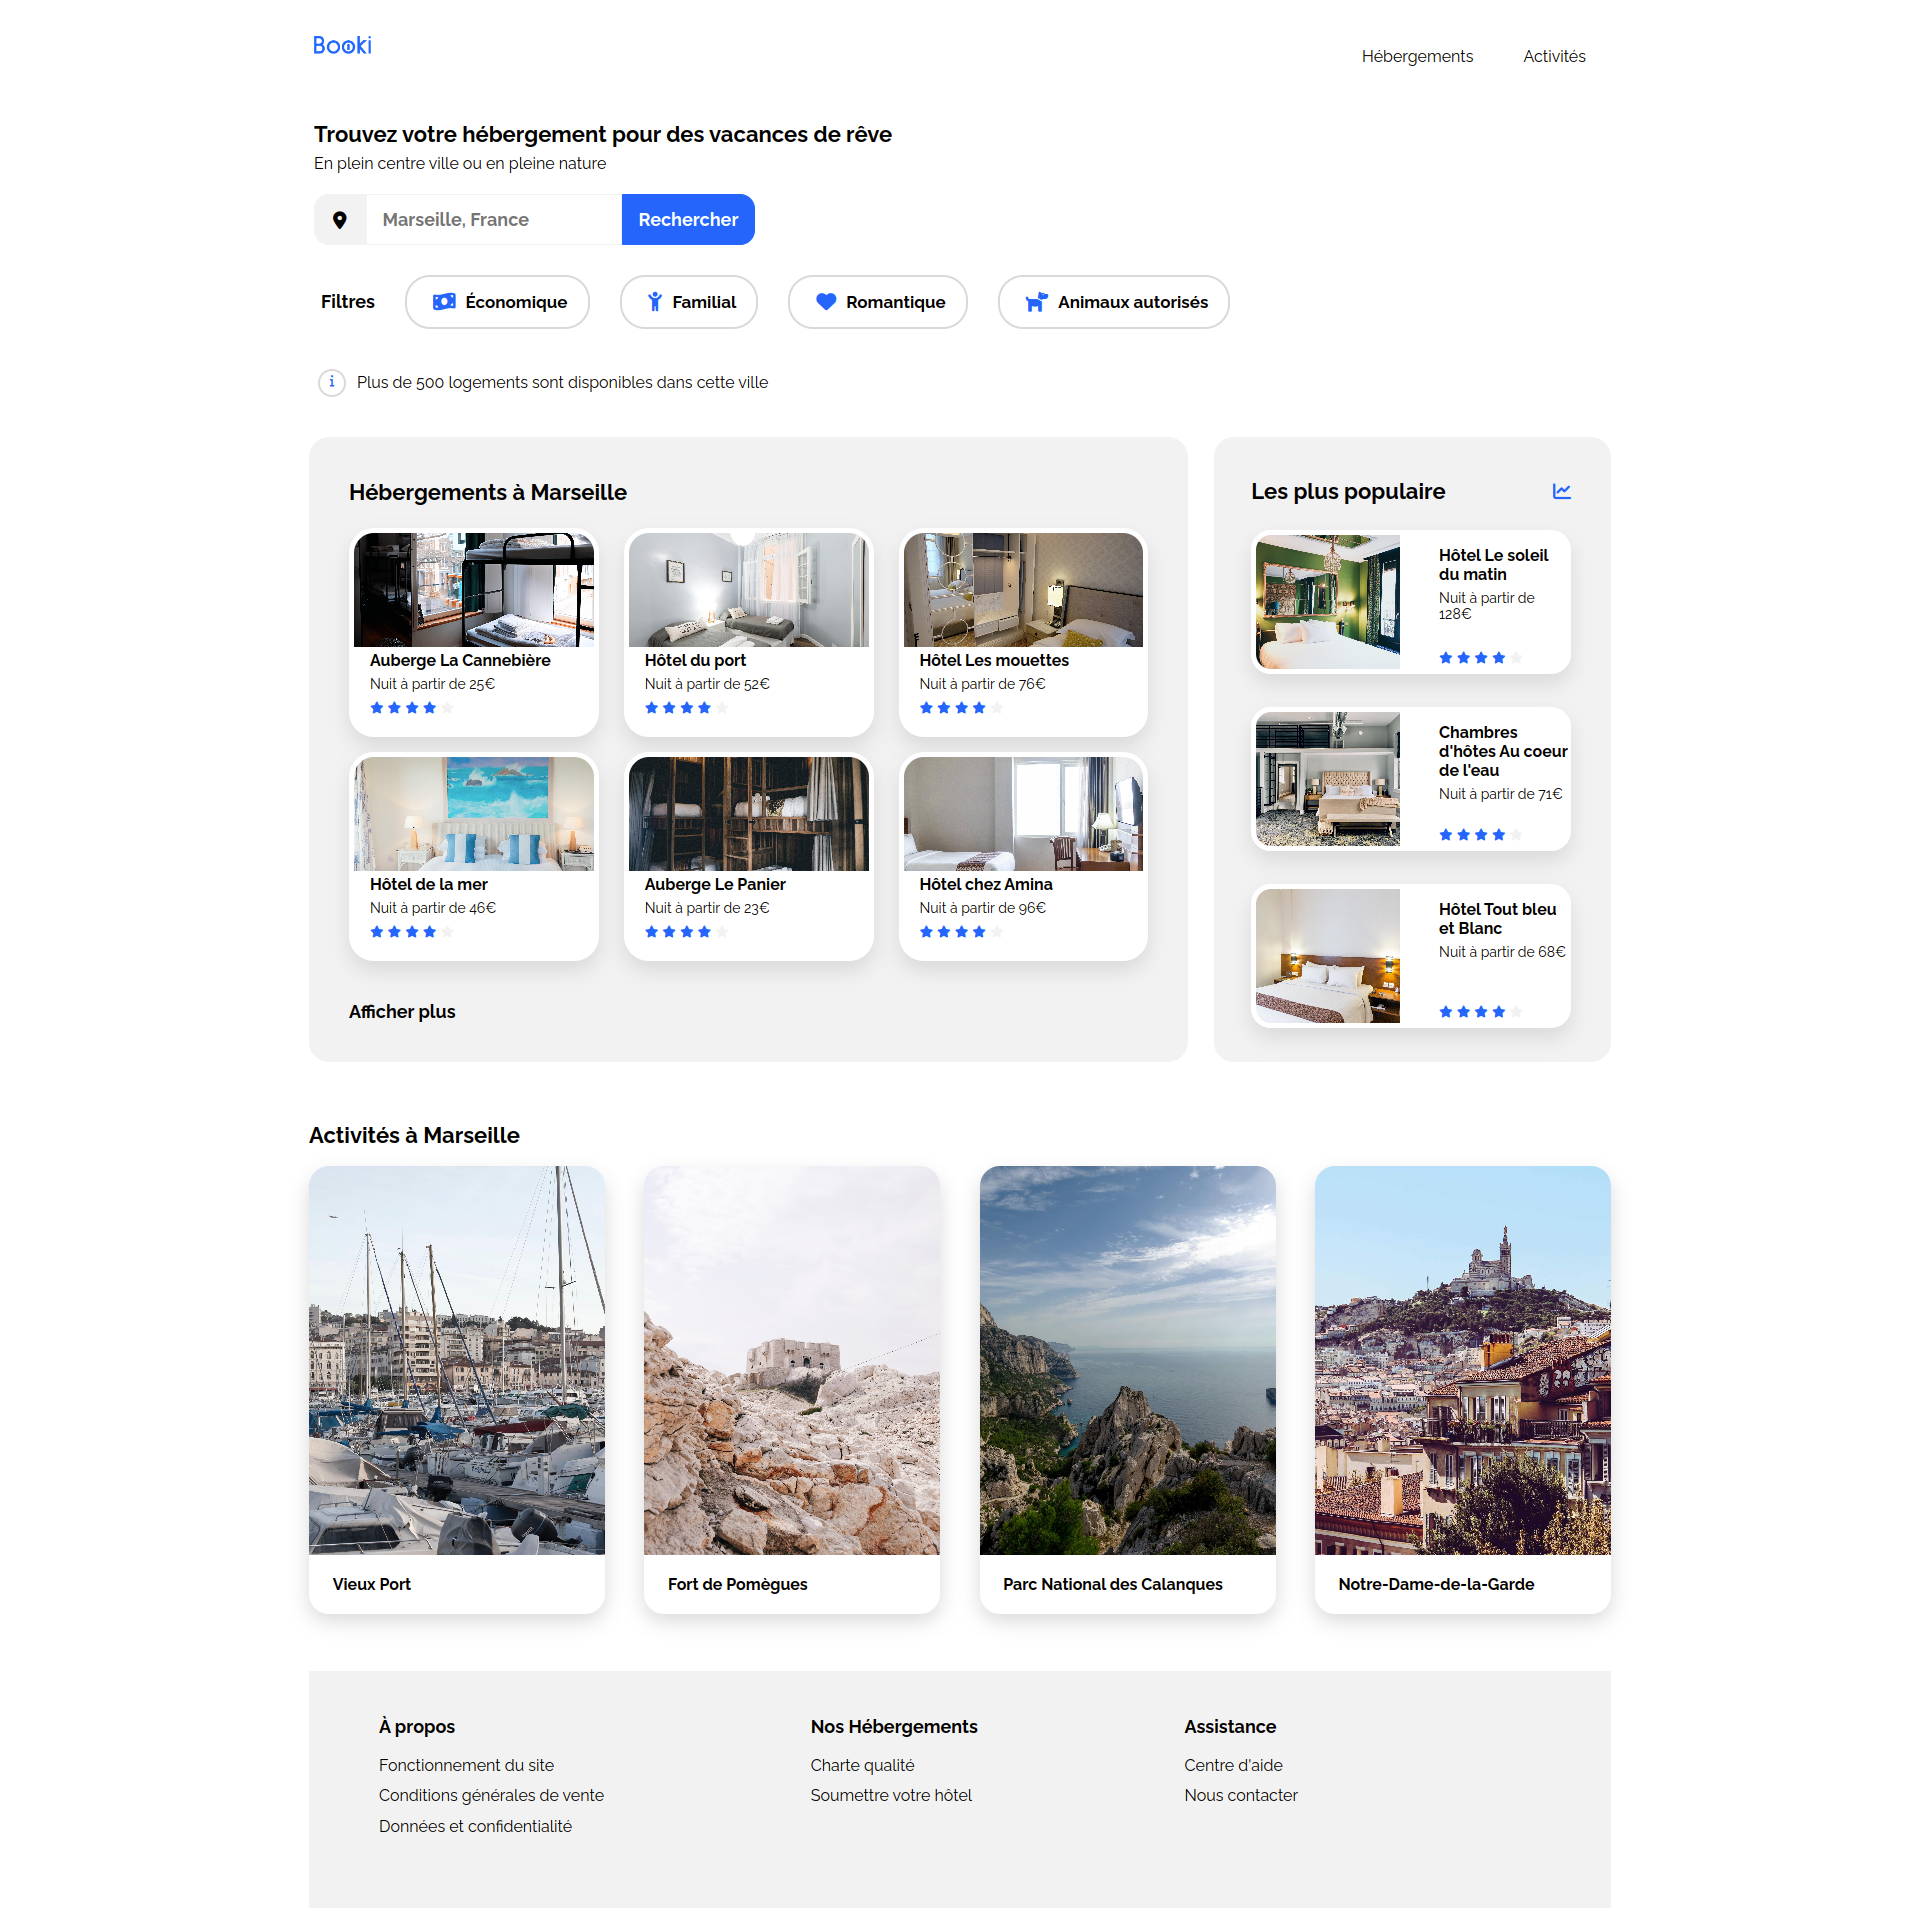 Booki
Hébergements
Activités
Trouvez votre hébergement pour des vacances de rêve
En plein centre ville ou en pleine nature
Marseille, France
Rechercher
Filtres
Économique
Familial
Romantique
Animaux autorisés
Plus de 500 logements sont disponibles dans cette ville
Hébergements à Marseille
Auberge La Cannebière
Nuit à partir de 25€
Hôtel du port
Nuit à partir de 52€
Hôtel Les mouettes
Nuit à partir de 76€
Hôtel de la mer
Nuit à partir de 46€
Auberge Le Panier
Nuit à partir de 23€
Hôtel chez Amina
Nuit à partir de 96€
Afficher plus
Les plus populaire
Hôtel Le soleil
du matin
Nuit à partir de
128€
Chambres
d'hôtes Au coeur
de l'eau
Nuit à partir de 71€
Hôtel Tout bleu
et Blanc
Nuit à partir de 68€
Activités à Marseille
Vieux Port
Fort de Pomègues
Parc National des Calanques
Notre-Dame-de-la-Garde
À propos
Fonctionnement du site
Conditions générales de vente
Données et confidentialité
Nos Hébergements
Charte qualité
Soumettre votre hôtel
Assistance
Centre d'aide
Nous contacter